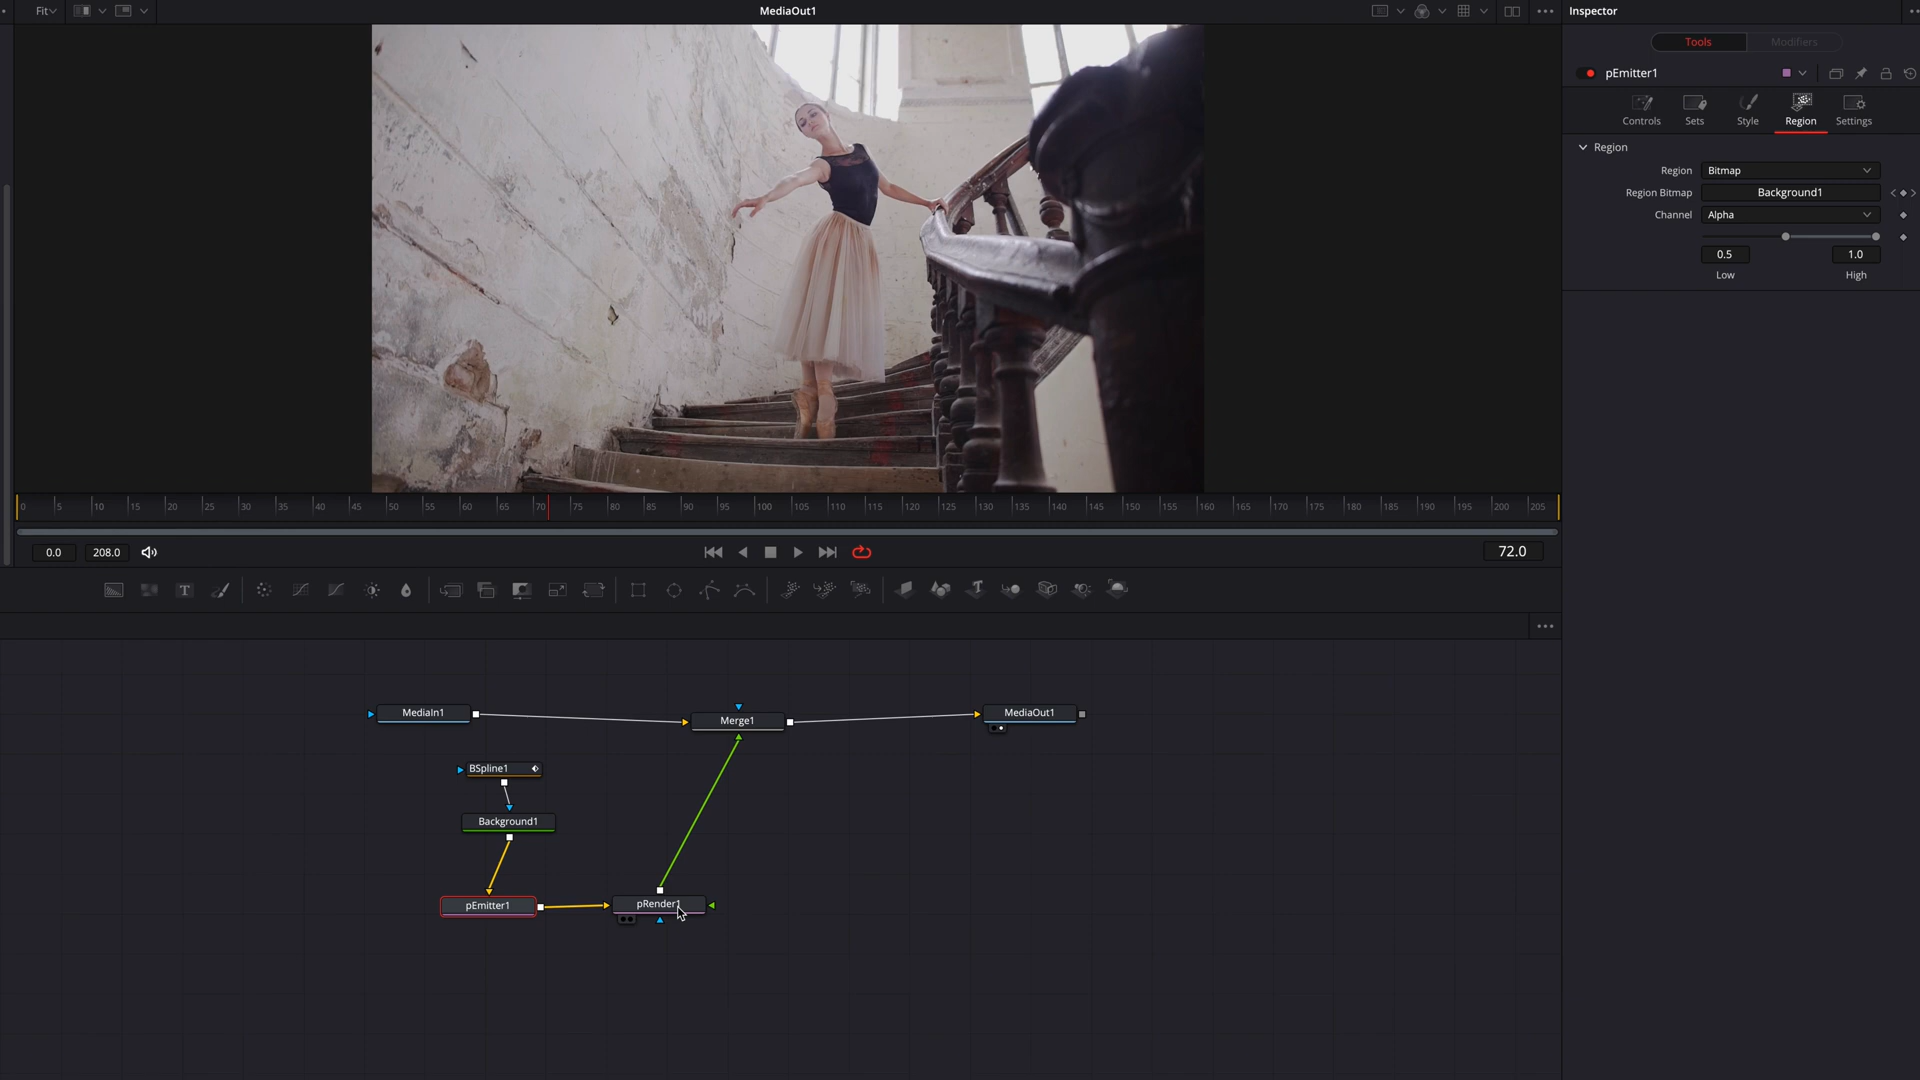 Fit
MediaOut1
Inspector
Tools
Modifiers
pEmitter1
Controls
Sets
Style
Region
Settings
Region
Region
Bitmap
Region Bitmap
Background1
Channel
Alpha
0.5
1.0
Low
High
0 5 10 15 20 25 30 35 40 45 50 55 60 65 70 75 80 85 90 95 100 105 110 115 120 125 130 135 140 145 150 155 160 165 170 175 180 185 190 195 200 205
0.0
208.0
72.0
MediaIn1
Merge1
MediaOut1
BSpline1
Background1
pEmitter1
pRender1